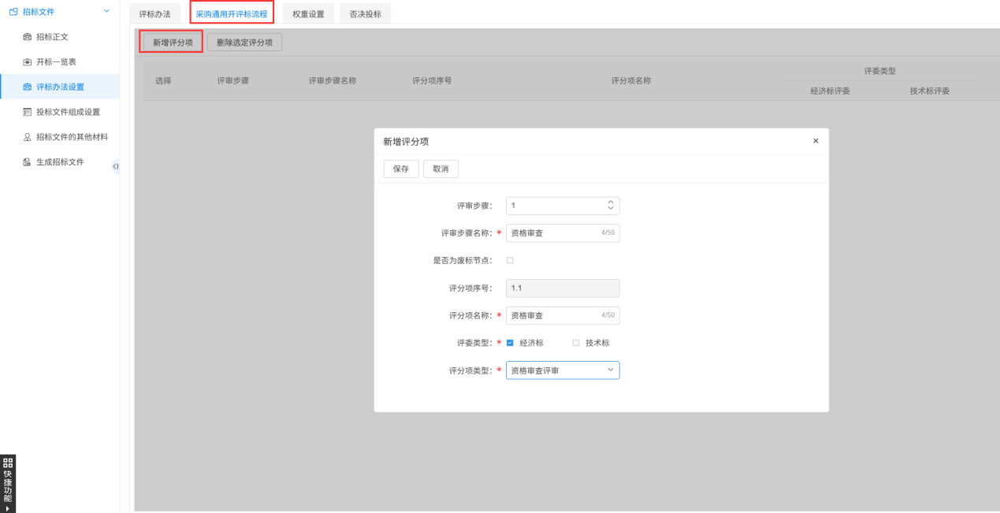 招标文件
招标正文
开标一览表
评标办法设置
投标文件组成设置
招标文件的其他材料
生成招标文件
快捷功能
评标办法
采购通用开评标流程
权重设置
否决投标
新增评分项
删除选定评分项
选择
评审步骤
评审步骤名称
评分项序号
评分项名称
评委类型
经济标评委
技术标评委
新增评分项
×
保存
取消
评审步骤： 1
评审步骤名称：* 资格审查 4/50
是否为废标节点：
评分项序号： 1.1
评分项名称：* 资格审查 4/50
评委类型：* 经济标 技术标
评分项类型：* 资格审查评审